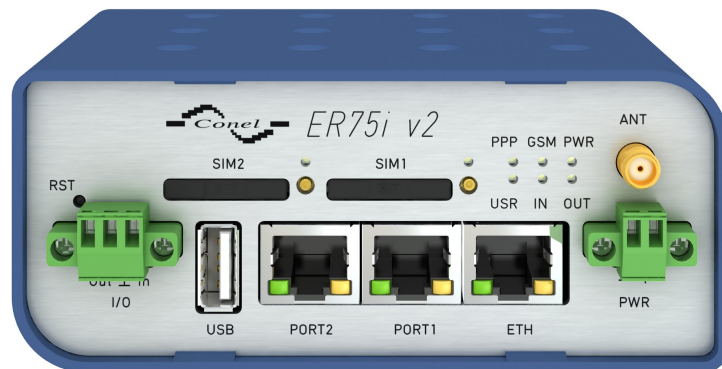 Conel
ER75i v2
ANT
PPP GSM PWR
SIM2
SIM1
RST
USR IN OUT
Out ⊥ In
I/O
USB
PORT2
PORT1
ETH
PWR